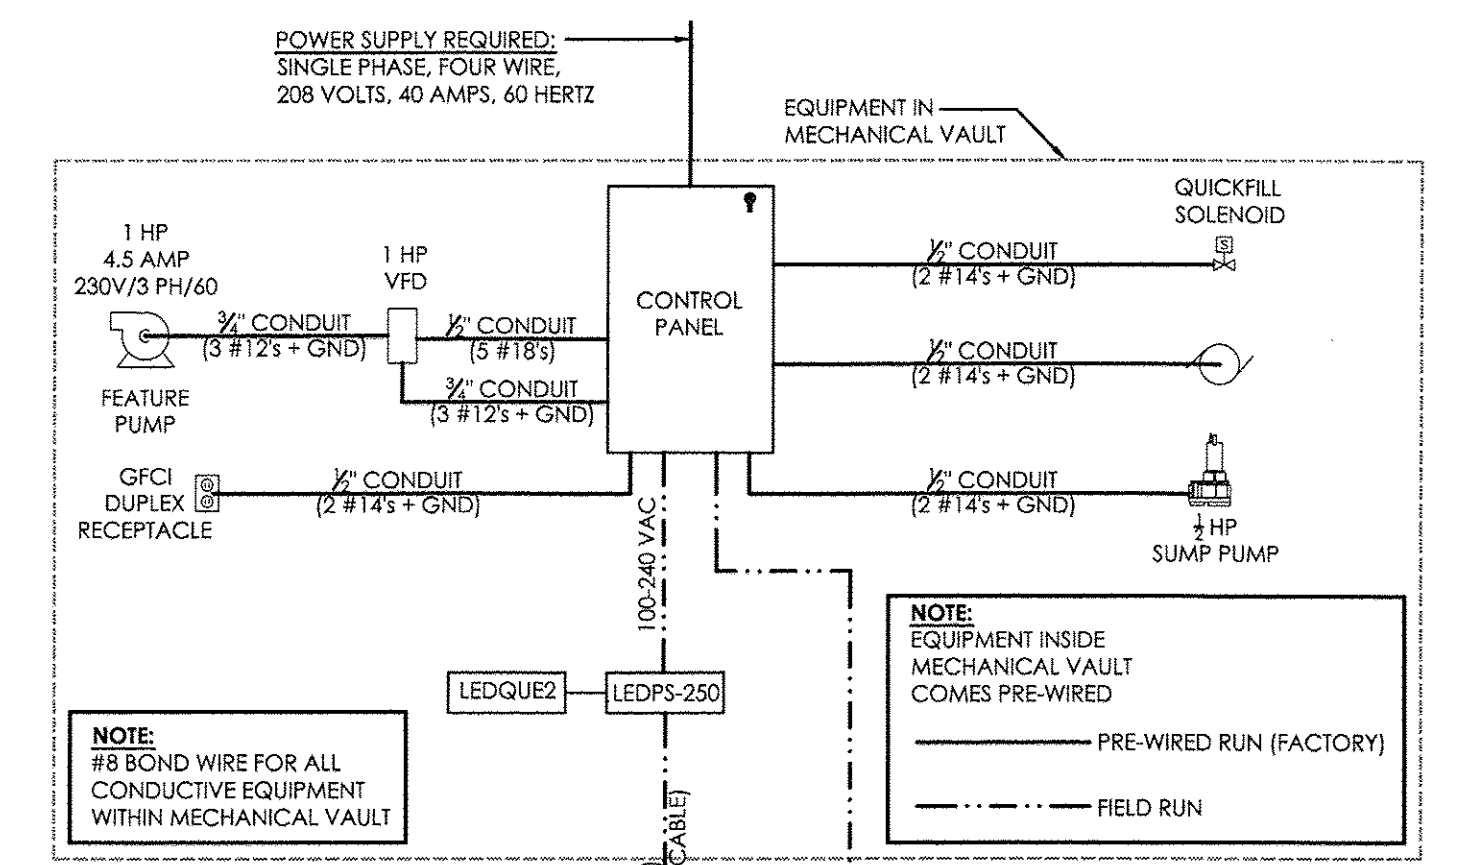 POWER SUPPLY REQUIRED:
SINGLE PHASE, FOUR WIRE,
208 VOLTS, 40 AMPS, 60 HERTZ
EQUIPMENT IN
MECHANICAL VAULT
QUICKFILL
SOLENOID
S
1 HP
4.5 AMP
230V/3 PH/60
1 HP
VFD
CONTROL
PANEL
½" CONDUIT
(2 #14's + GND)
¾" CONDUIT
(3 #12's + GND)
½" CONDUIT
(5 #18's)
½" CONDUIT
(2 #14's + GND)
¾" CONDUIT
(3 #12's + GND)
FEATURE
PUMP
GFCI
DUPLEX
RECEPTACLE
½" CONDUIT
(2 #14's + GND)
½" CONDUIT
(2 #14's + GND)
½ HP
SUMP PUMP
100-240 VAC
LEDQUE2
LEDPS-250
NOTE:
EQUIPMENT INSIDE
MECHANICAL VAULT
COMES PRE-WIRED
PRE-WIRED RUN (FACTORY)
FIELD RUN
NOTE:
#8 BOND WIRE FOR ALL
CONDUCTIVE EQUIPMENT
WITHIN MECHANICAL VAULT
CABLE)